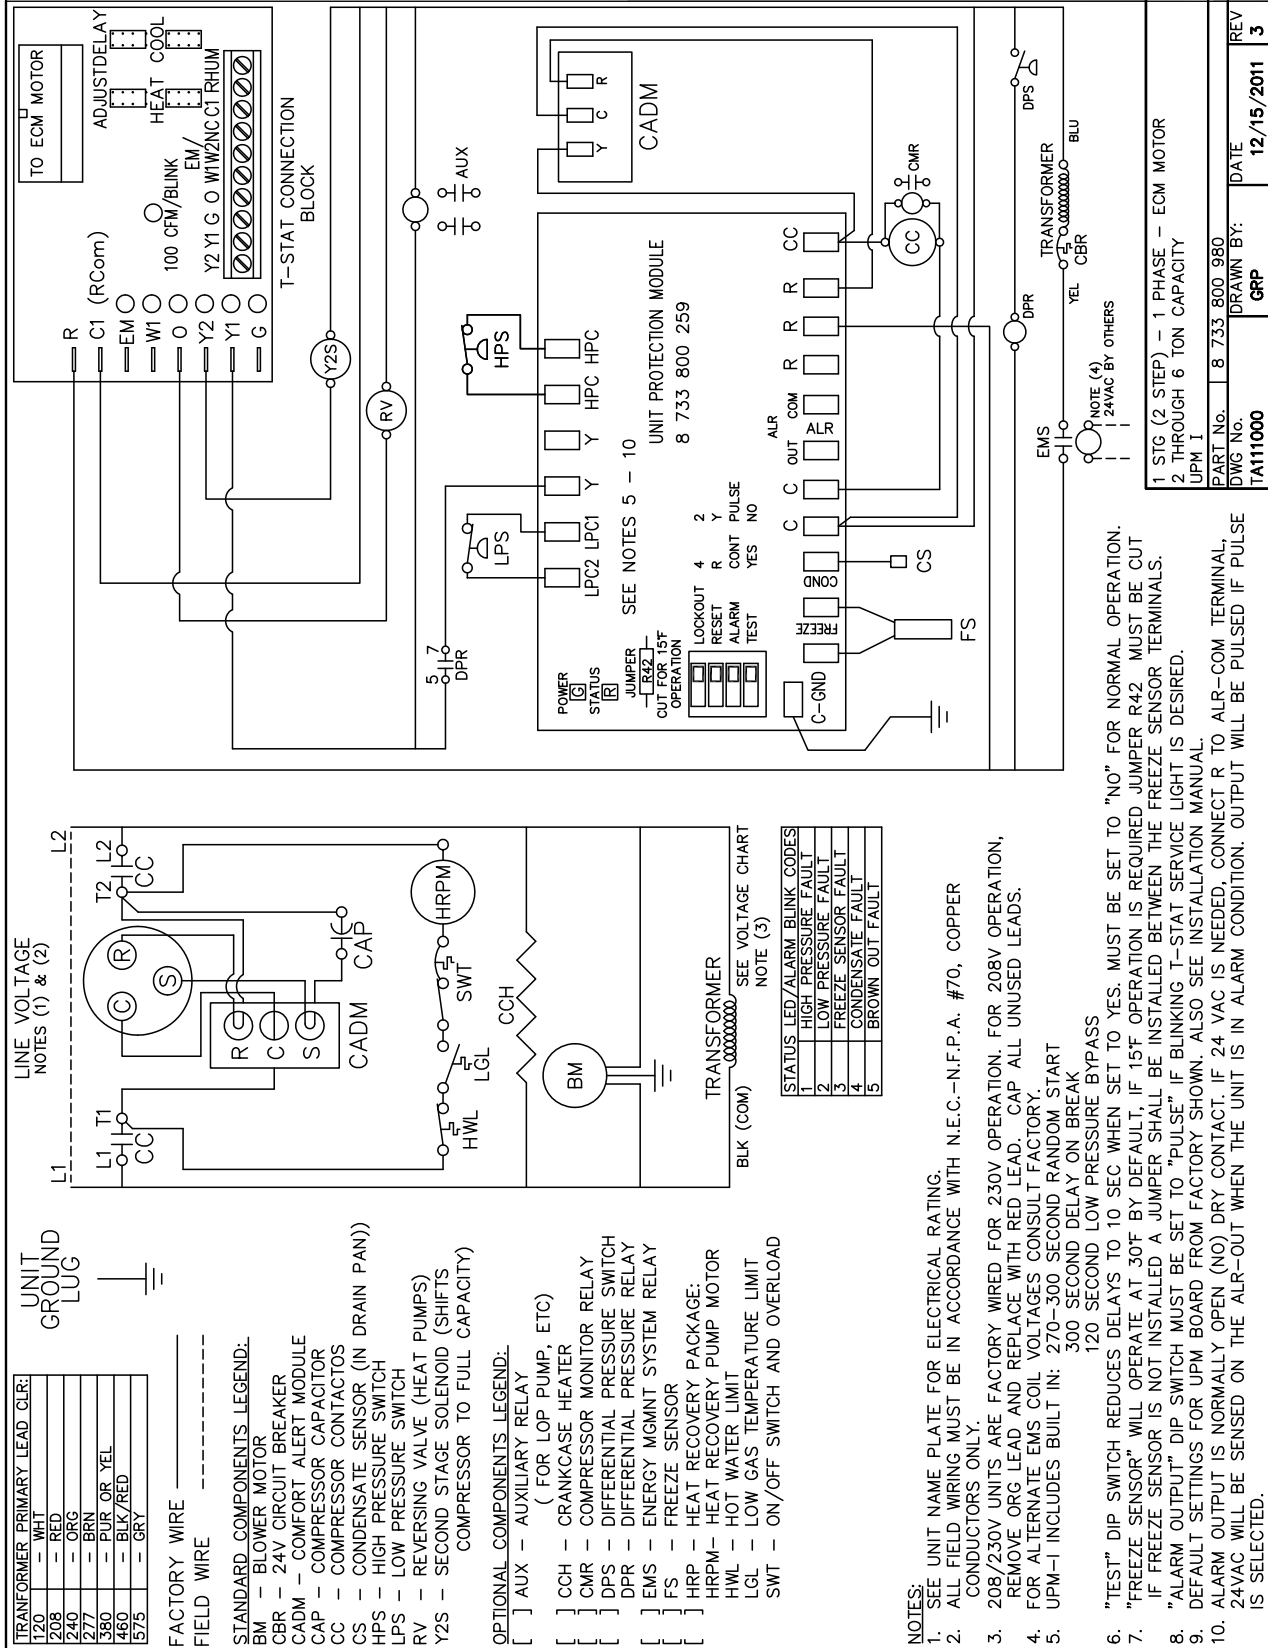 TRANFORMER PRIMARY LEAD CLR:
120 – WHT
208 – RED
240 – ORG
277 – BRN
380 – PUR OR YEL
460 – BLK/RED
575 – GRY
UNIT
GROUND
LUG
FACTORY WIRE
FIELD WIRE
STANDARD COMPONENTS LEGEND:
BM – BLOWER MOTOR
CBR – 24V CIRCUIT BREAKER
CADM – COMFORT ALERT MODULE
CAP – COMPRESSOR CAPACITOR
CC – COMPRESSOR CONTACTOS
CS – CONDENSATE SENSOR (IN DRAIN PAN))
HPS – HIGH PRESSURE SWITCH
LPS – LOW PRESSURE SWITCH
RV – REVERSING VALVE (HEAT PUMPS)
Y2S – SECOND STAGE SOLENOID (SHIFTS
COMPRESSOR TO FULL CAPACITY)
OPTIONAL COMPONENTS LEGEND:
[ ] AUX – AUXILIARY RELAY
( FOR LOP PUMP, ETC)
[ ] CCH – CRANKCASE HEATER
[ ] CMR – COMPRESSOR MONITOR RELAY
[ ] DPS – DIFFERENTIAL PRESSURE SWITCH
DPR – DIFFERENTIAL PRESSURE RELAY
[ ] EMS – ENERGY MGMNT SYSTEM RELAY
[ ] FS – FREEZE SENSOR
[ ] HRP – HEAT RECOVERY PACKAGE:
HRPM– HEAT RECOVERY PUMP MOTOR
HWL – HOT WATER LIMIT
LGL – LOW GAS TEMPERATURE LIMIT
SWT – ON/OFF SWITCH AND OVERLOAD
LINE VOLTAGE
NOTES (1) & (2)
L1
L2
L1
T1
CC
T2
L2
CC
C
R
S
R
C
S
CADM
CAP
HWL
LGL
SWT
HRPM
CCH
BM
TRANSFORMER
BLK (COM)
SEE VOLTAGE CHART
NOTE (3)
STATUS LED/ALARM BLINK CODES
1 HIGH PRESSURE FAULT
2 LOW PRESSURE FAULT
3 FREEZE SENSOR FAULT
4 CONDENSATE FAULT
5 BROWN OUT FAULT
TO ECM MOTOR
ADJUST
DELAY
HEAT
COOL
100 CFM/BLINK
EM/
Y2 Y1 G O W1 W2 NC C1 R HUM
T–STAT CONNECTION
BLOCK
R
C1 (RCom)
EM
W1
O
Y2
Y1
G
Y2S
RV
AUX
5
7
DPR
LPS
HPS
LPC2
LPC1
Y
Y
HPC
HPC
SEE NOTES 5 – 10
UNIT PROTECTION MODULE
8 733 800 259
POWER
G
STATUS
R
JUMPER
R42
CUT FOR 15°F
OPERATION
LOCKOUT 4 2
RESET R Y
ALARM CONT PULSE
TEST YES NO
C–GND
FREEZE
COND
C
C
ALR
OUT
COM
ALR
R
R
R
CC
FS
CS
Y
C
R
CADM
CC
CMR
DPR
DPS
EMS
NOTE (4)
24VAC BY OTHERS
YEL
CBR
TRANSFORMER
BLU
NOTES:
1. SEE UNIT NAME PLATE FOR ELECTRICAL RATING.
2. ALL FIELD WIRING MUST BE IN ACCORDANCE WITH N.E.C.–N.F.P.A. #70, COPPER
CONDUCTORS ONLY.
3. 208/230V UNITS ARE FACTORY WIRED FOR 230V OPERATION. FOR 208V OPERATION,
REMOVE ORG LEAD AND REPLACE WITH RED LEAD. CAP ALL UNUSED LEADS.
4. FOR ALTERNATE EMS COIL VOLTAGES CONSULT FACTORY.
5. UPM–I INCLUDES BUILT IN: 270–300 SECOND RANDOM START
300 SECOND DELAY ON BREAK
120 SECOND LOW PRESSURE BYPASS
6. "TEST" DIP SWITCH REDUCES DELAYS TO 10 SEC WHEN SET TO YES. MUST BE SET TO "NO" FOR NORMAL OPERATION.
7. "FREEZE SENSOR" WILL OPERATE AT 30°F BY DEFAULT, IF 15°F OPERATION IS REQUIRED JUMPER R42 MUST BE CUT
IF FREEZE SENSOR IS NOT INSTALLED A JUMPER SHALL BE INSTALLED BETWEEN THE FREEZE SENSOR TERMINALS.
8. "ALARM OUTPUT" DIP SWITCH MUST BE SET TO "PULSE" IF BLINKING T–STAT SERVICE LIGHT IS DESIRED.
9. DEFAULT SETTINGS FOR UPM BOARD FROM FACTORY SHOWN. ALSO SEE INSTALLATION MANUAL.
10. ALARM OUTPUT IS NORMALLY OPEN (NO) DRY CONTACT. IF 24 VAC IS NEEDED, CONNECT R TO ALR–COM TERMINAL,
24VAC WILL BE SENSED ON THE ALR–OUT WHEN THE UNIT IS IN ALARM CONDITION. OUTPUT WILL BE PULSED IF PULSE
IS SELECTED.
1 STG (2 STEP) – 1 PHASE – ECM MOTOR
2 THROUGH 6 TON CAPACITY
UPM I
PART No. 8 733 800 980
DWG No. TA111000
DRAWN BY: GRP
DATE 12/15/2011
REV 3